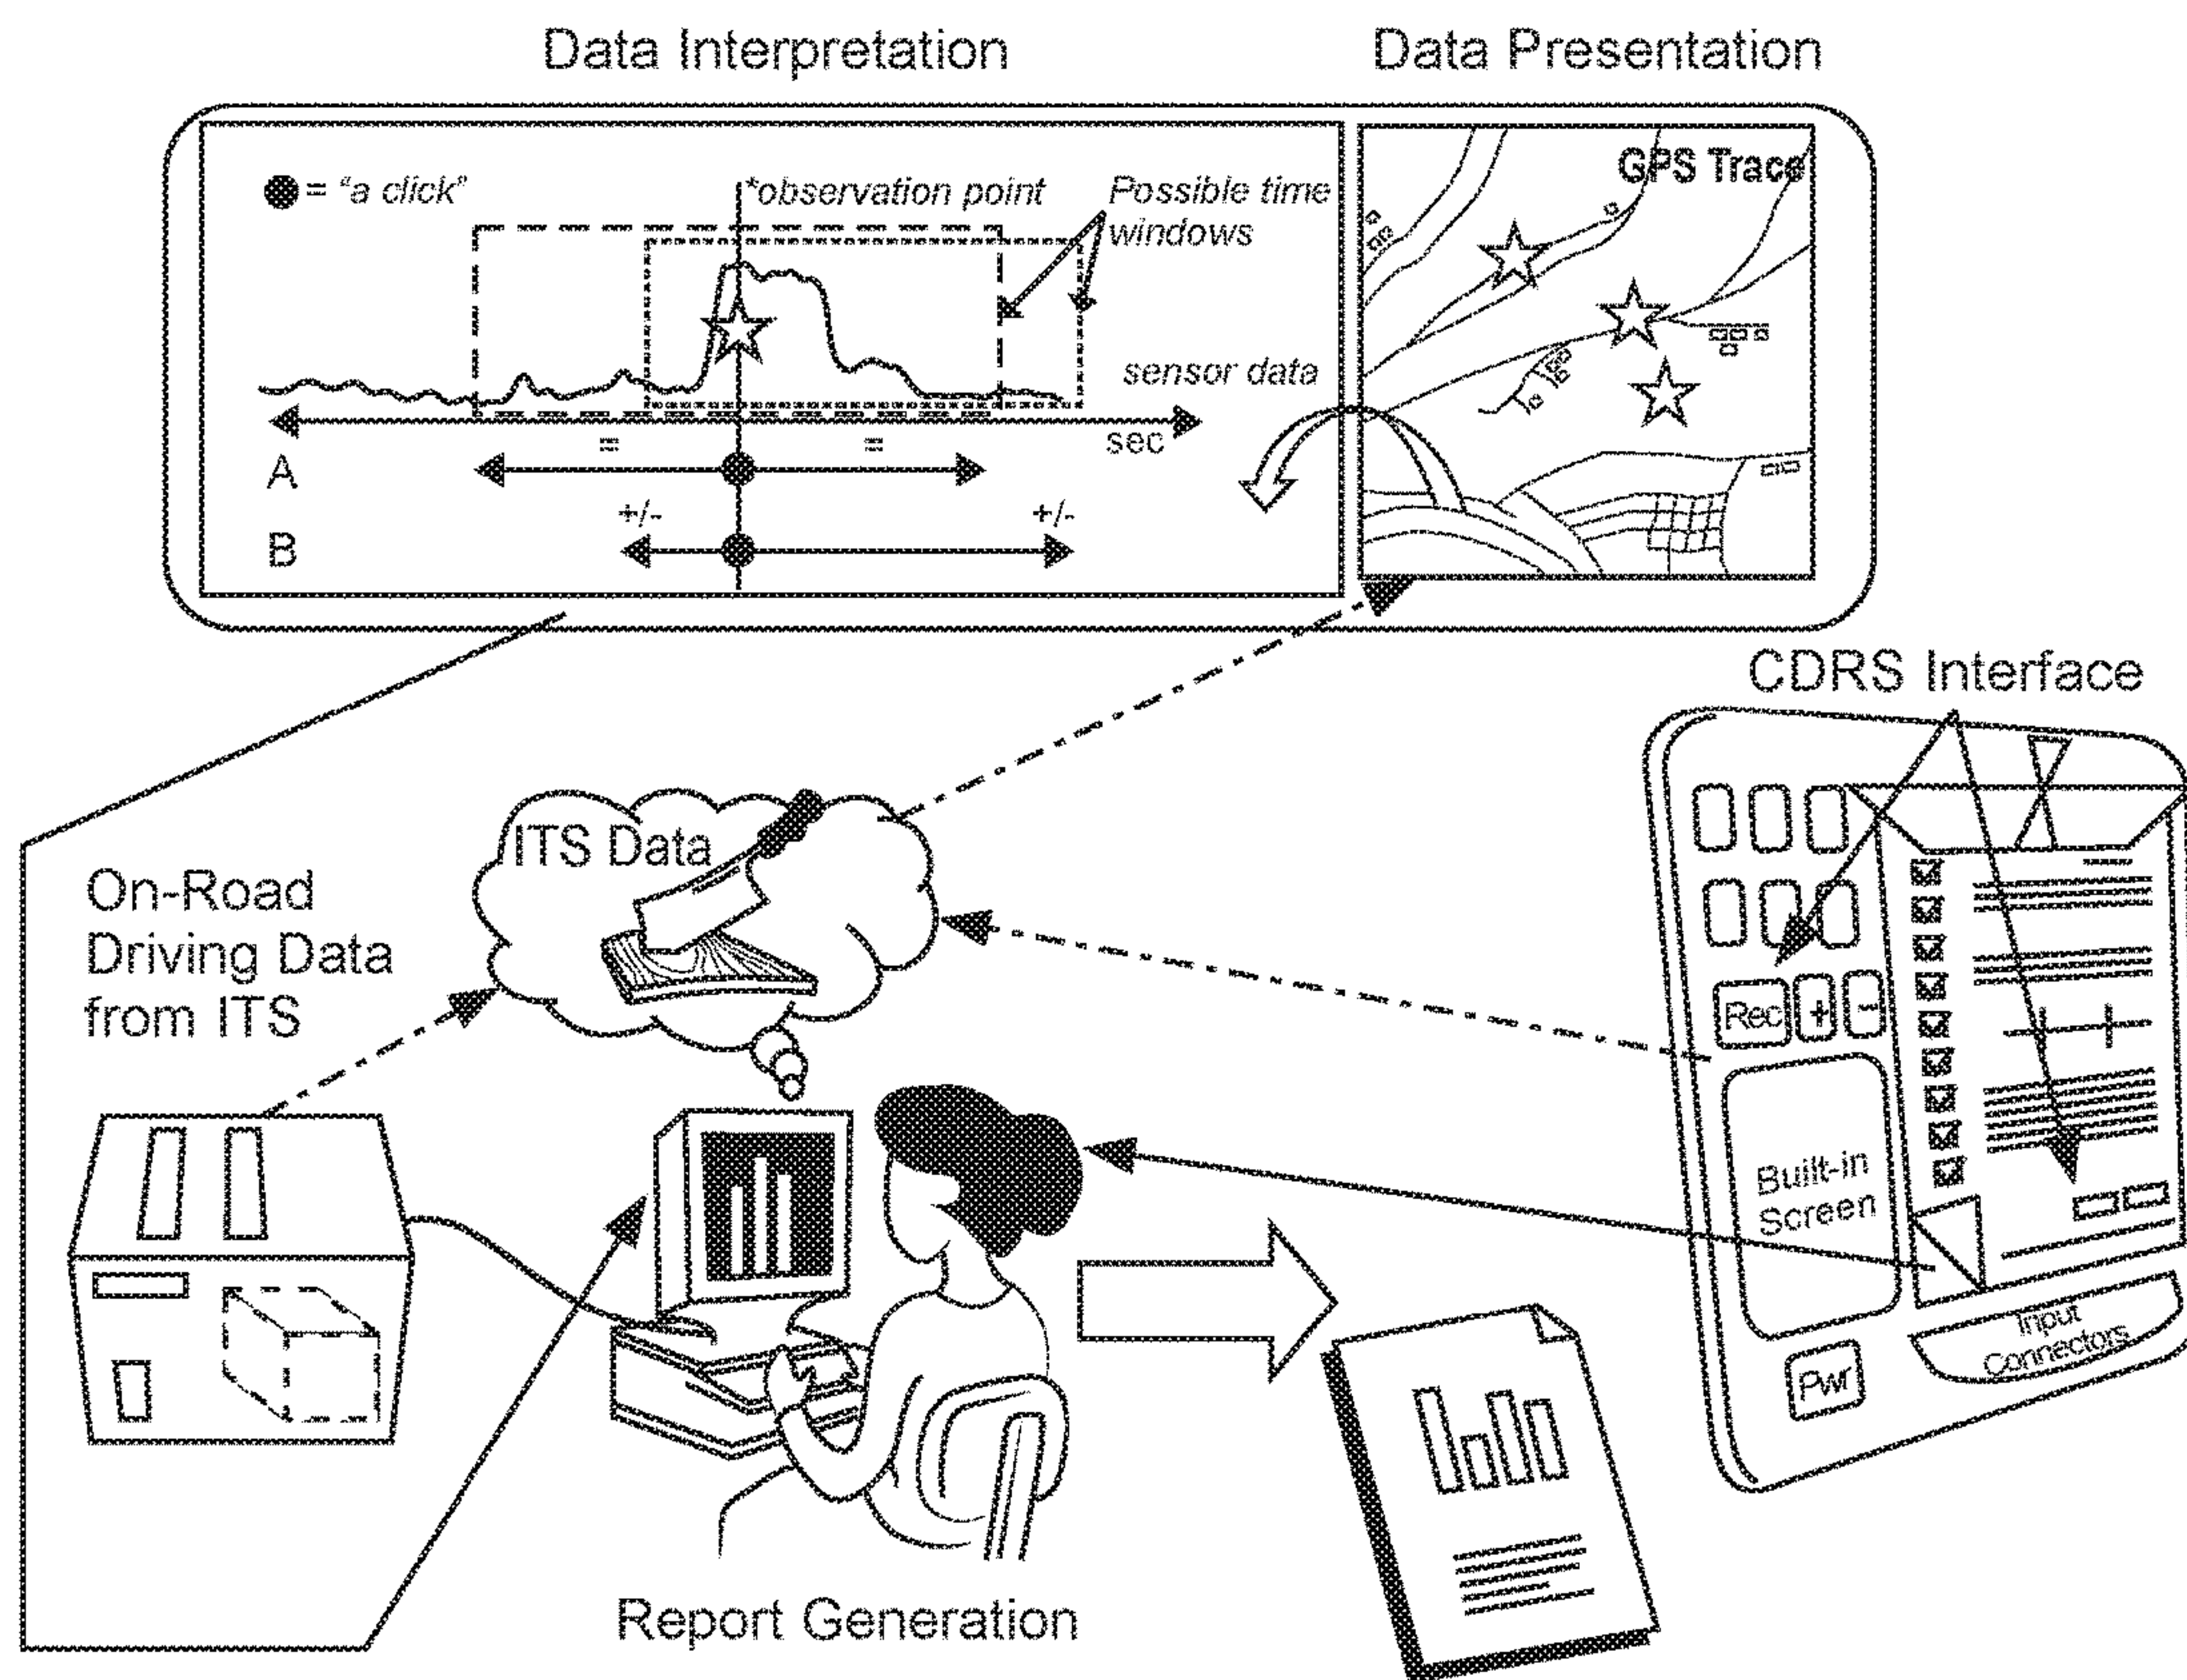 Data Interpretation
Data Presentation
= "a click"
*observation point
Possible time
windows
GPS Trace
sensor data
sec
= =
A
+/- +/-
B
CDRS Interface
ITS Data
On-Road
Driving Data
from ITS
Rec + -
Built-in
Screen
Input
Connectors
Pwr
Report Generation